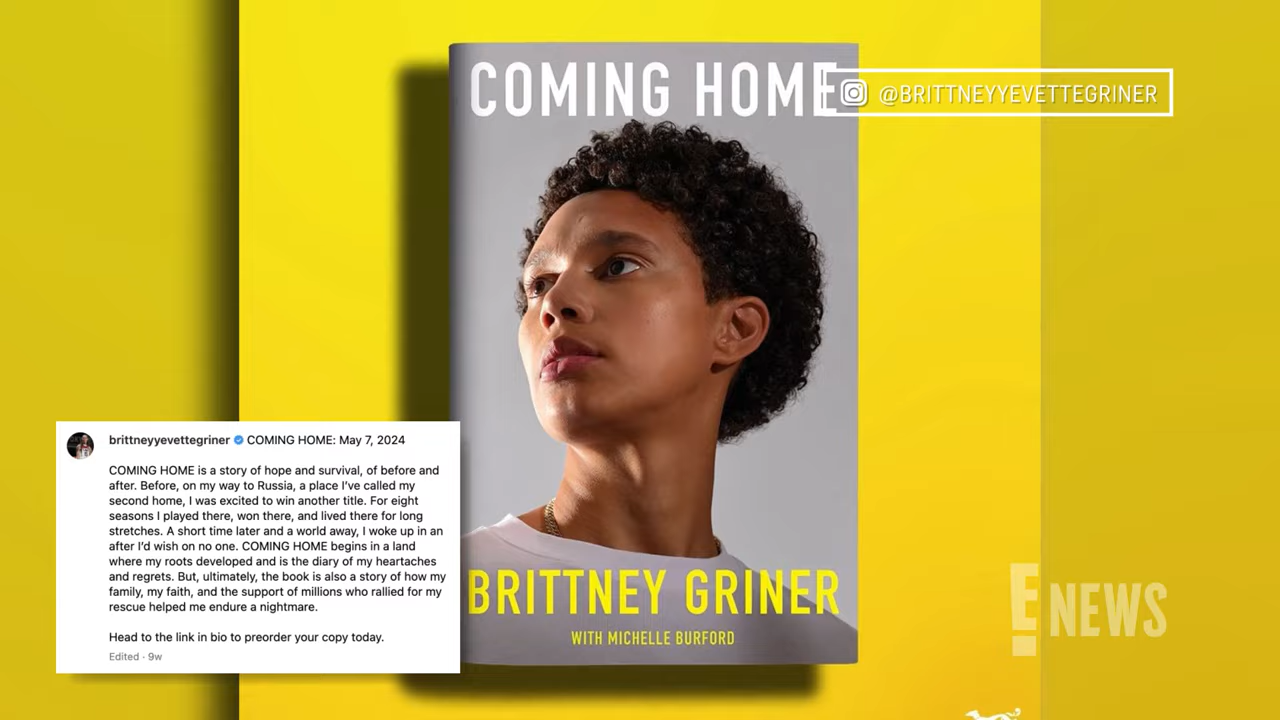 COMING HOME
@BRITTNEYYEVETTEGRINER
brittneyyevettegriner COMING HOME: May 7, 2024
COMING HOME is a story of hope and survival, of before and
after. Before, on my way to Russia, a place I've called my
second home, I was excited to win another title. For eight
seasons I played there, won there, and lived there for long
stretches. A short time later and a world away, I woke up in an
after I'd wish on no one. COMING HOME begins in a land
where my roots developed and is the diary of my heartaches
and regrets. But, ultimately, the book is also a story of how my
family, my faith, and the support of millions who rallied for my
rescue helped me endure a nightmare.
Head to the link in bio to preorder your copy today.
Edited · 9w
BRITTNEY GRINER
WITH MICHELLE BURFORD
E! NEWS